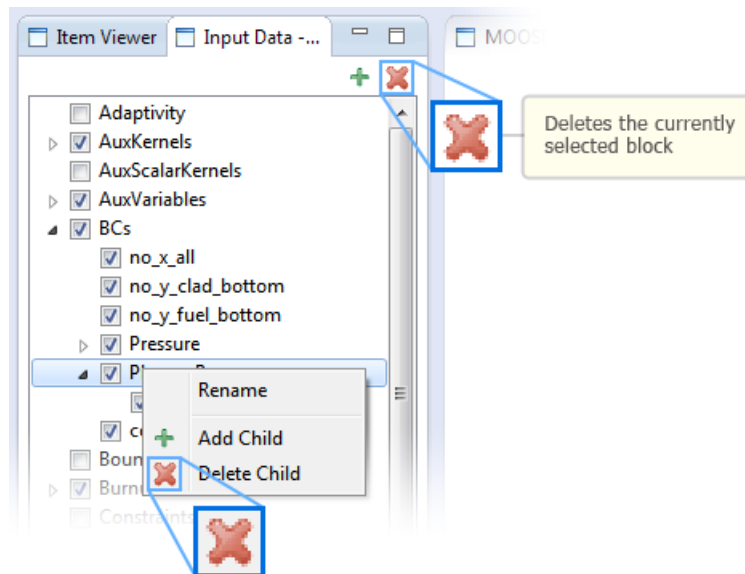 Item Viewer
Input Data -...
Adaptivity
AuxKernels
AuxScalarKernels
AuxVariables
BCs
no_x_all
no_y_clad_bottom
no_y_fuel_bottom
Pressure
Rename
Add Child
Delete Child
Constraints
Deletes the currently
selected block